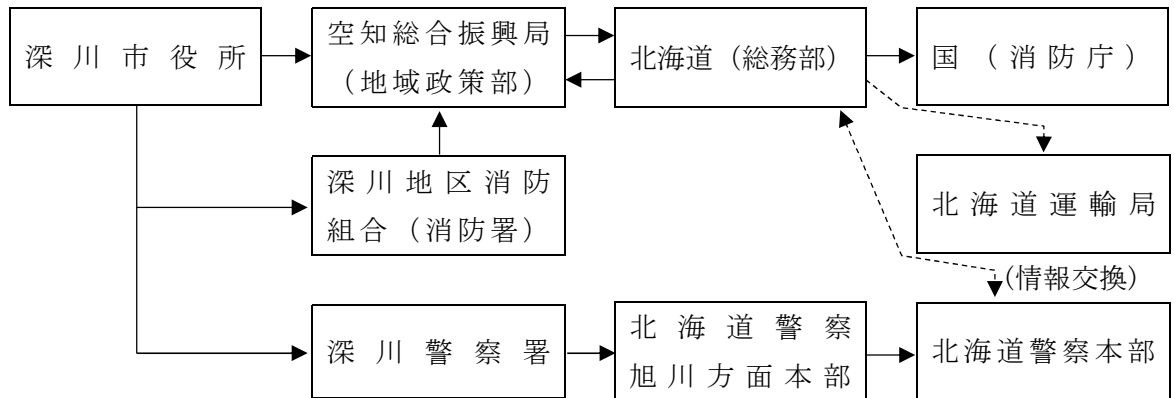 深川市役所
空知総合振興局
（地域政策部）
北海道（総務部）
国（消防庁）
深川地区消防
組合（消防署）
北海道運輸局
（情報交換）
深川警察署
北海道警察
旭川方面本部
北海道警察本部